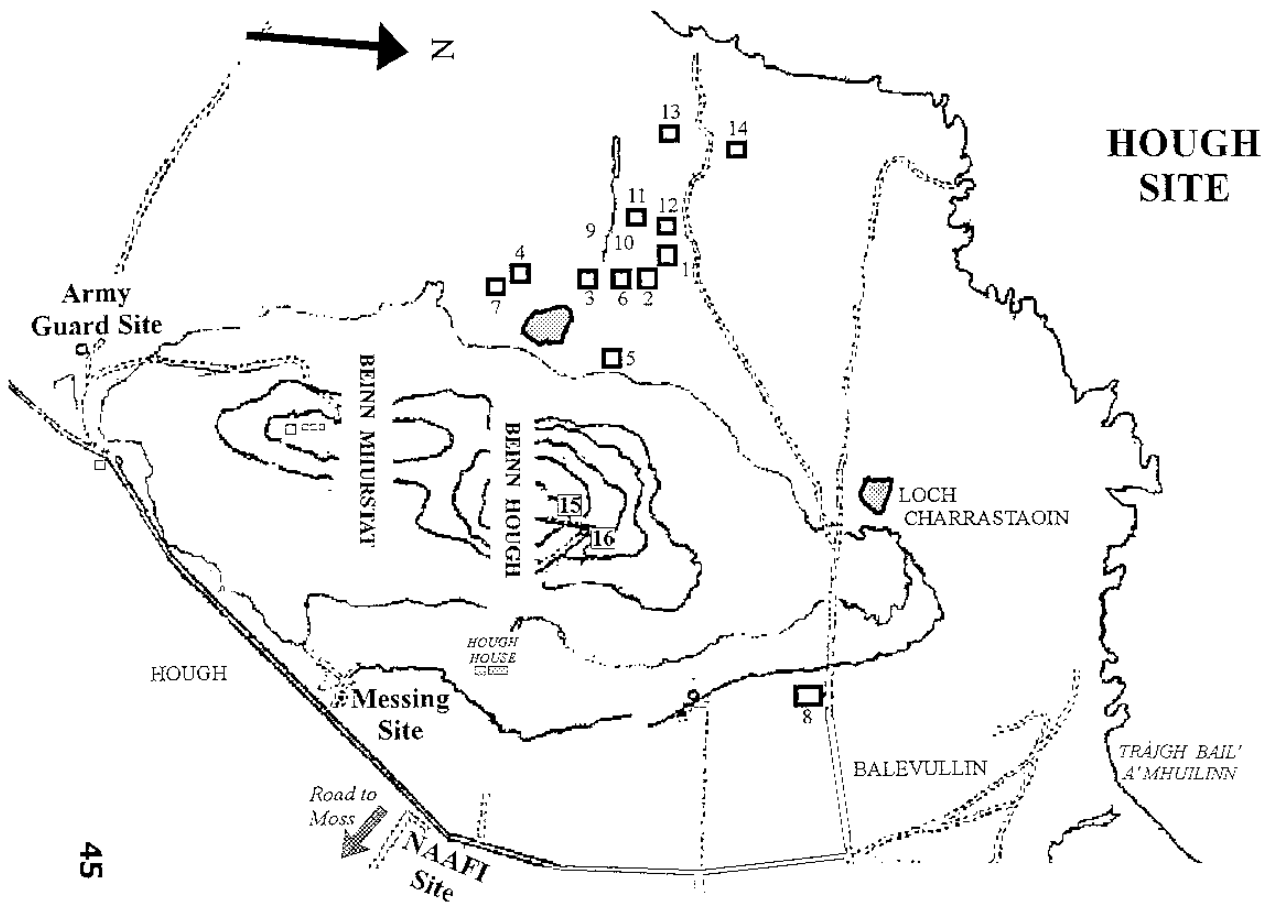 N
HOUGH
SITE
13
14
11
12
9
10
1
4
7
3
6
2
5
Army
Guard Site
BEINN MHURSTAT
BEINN HOUGH
15
16
LOCH
CHARRASTAOIN
HOUGH
HOUGH
HOUSE
Messing
Site
8
BALEVULLIN
TRÀIGH BAIL'
A' MHUILINN
Road to
Moss
NAAFI
Site
45